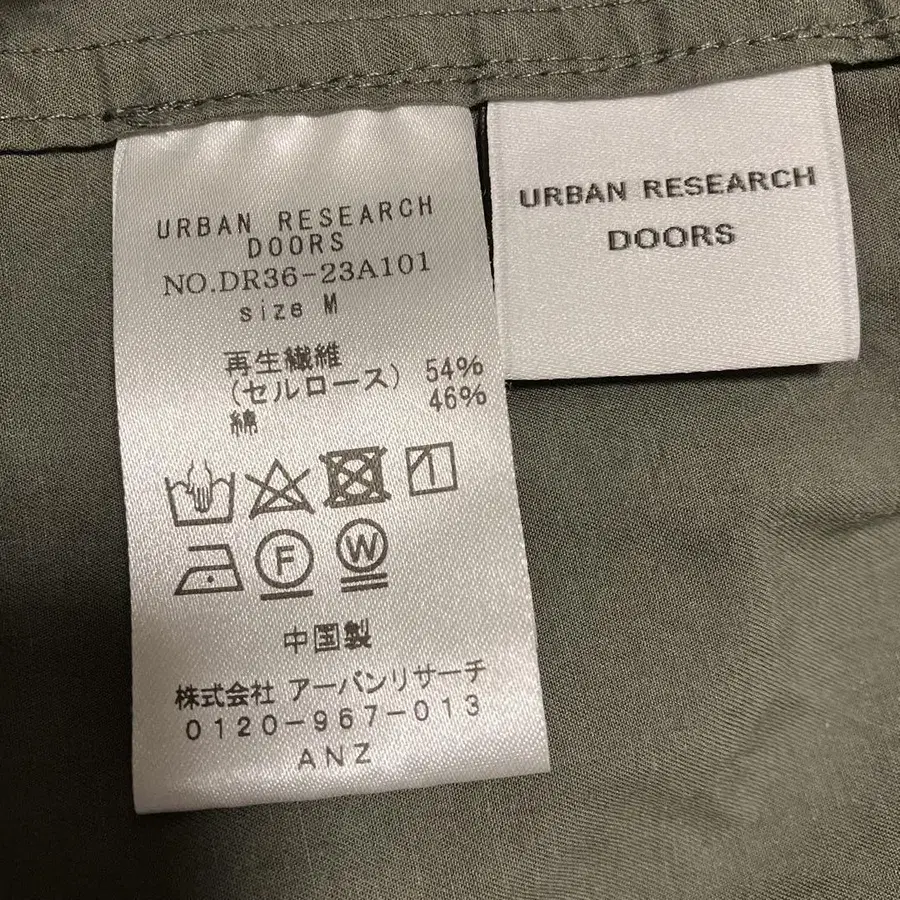 URBAN RESEARCH
DOORS
NO.DR36-23A101
size M
再生繊維
(セルロース) 54%
綿 46%
F W
中国製
株式会社 アーバンリサーチ
0120-967-013
ANZ
URBAN RESEARCH
DOORS